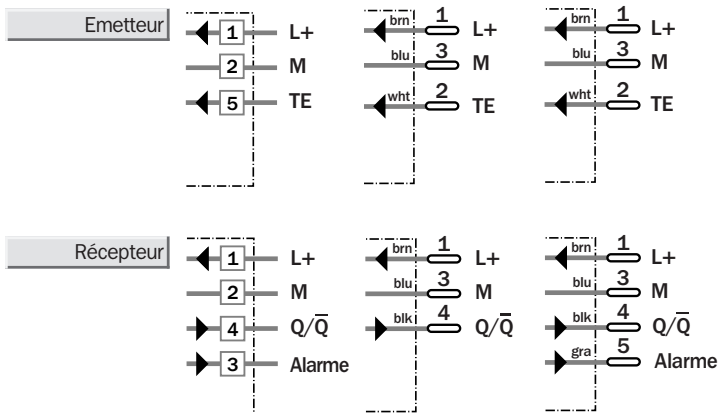 Emetteur
1 L+
2 M
5 TE
brn 1 L+
blu 3 M
wht 2 TE
brn 1 L+
blu 3 M
wht 2 TE
Récepteur
1 L+
2 M
4 Q/Q̅
3 Alarme
brn 1 L+
blu 3 M
blk 4 Q/Q̅
brn 1 L+
blu 3 M
blk 4 Q/Q̅
gra 5 Alarme